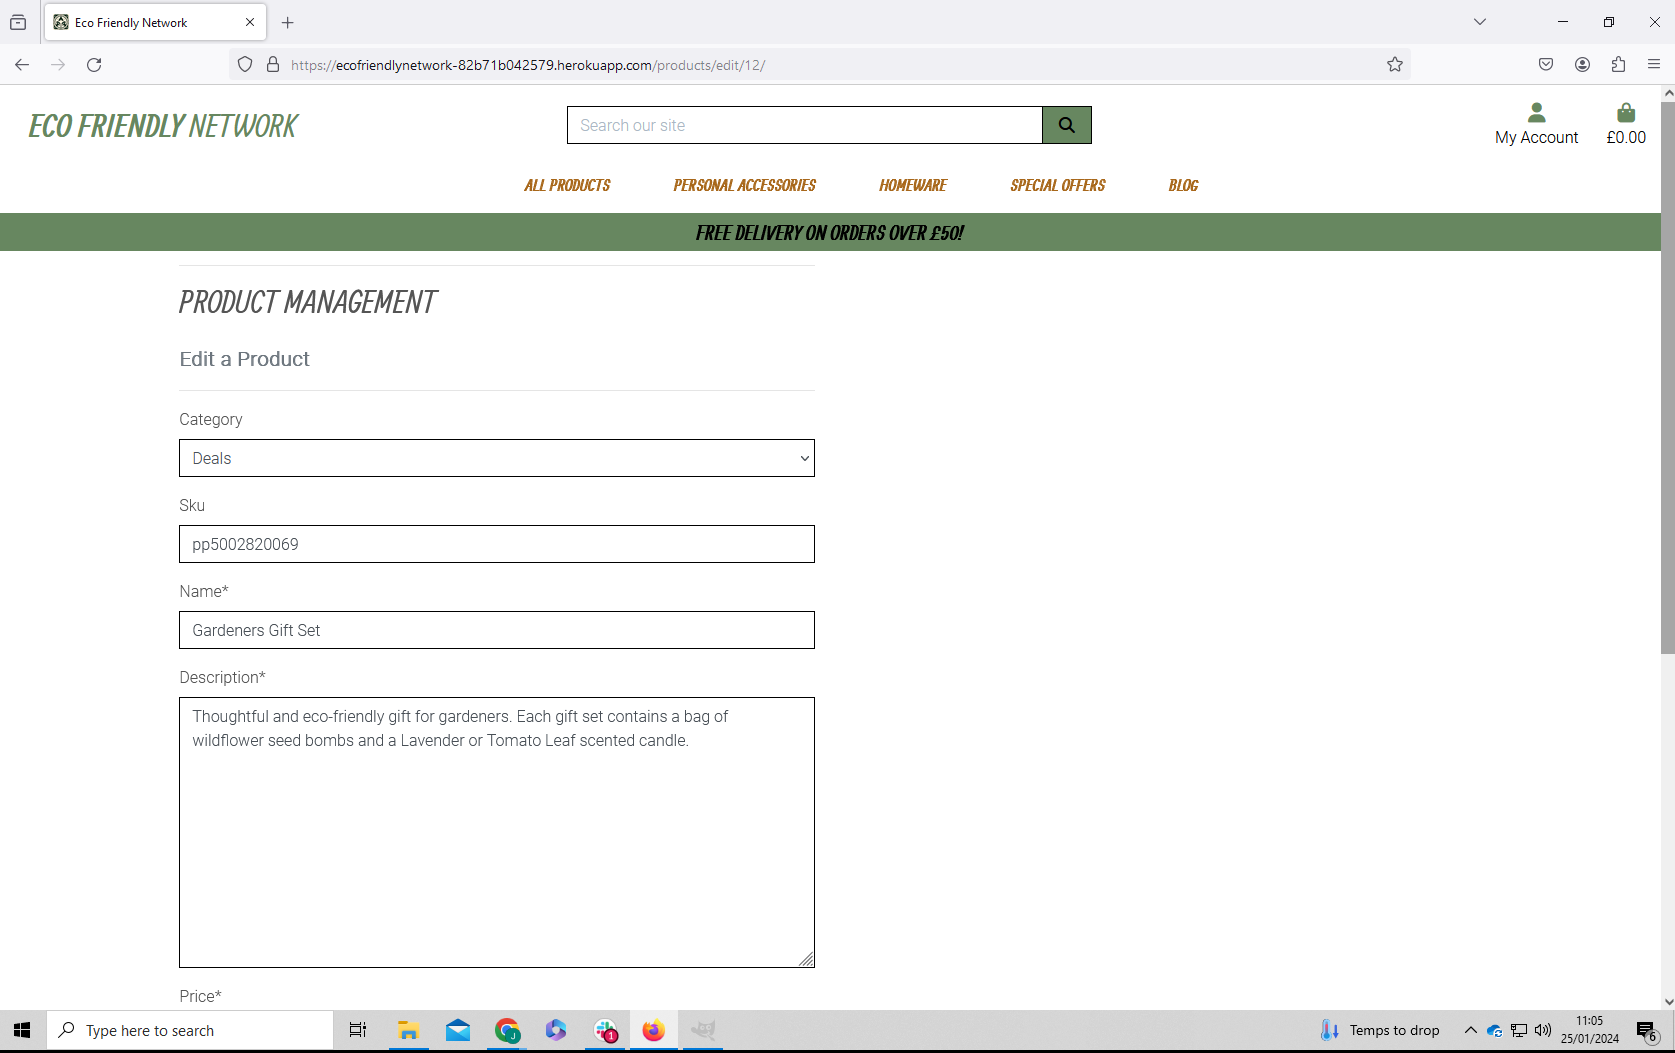 Eco Friendly Network
https://ecofriendlynetwork-82b71b042579.herokuapp.com/products/edit/12/
ECO FRIENDLY NETWORK
Search our site
My Account
£0.00
ALL PRODUCTS
PERSONAL ACCESSORIES
HOMEWARE
SPECIAL OFFERS
BLOG
FREE DELIVERY ON ORDERS OVER £50!
PRODUCT MANAGEMENT
Edit a Product
Category
Deals
Sku
pp5002820069
Name*
Gardeners Gift Set
Description*
Thoughtful and eco-friendly gift for gardeners. Each gift set contains a bag of
wildflower seed bombs and a Lavender or Tomato Leaf scented candle.
Price*
Type here to search
J
1
Temps to drop
11:05
25/01/2024
6